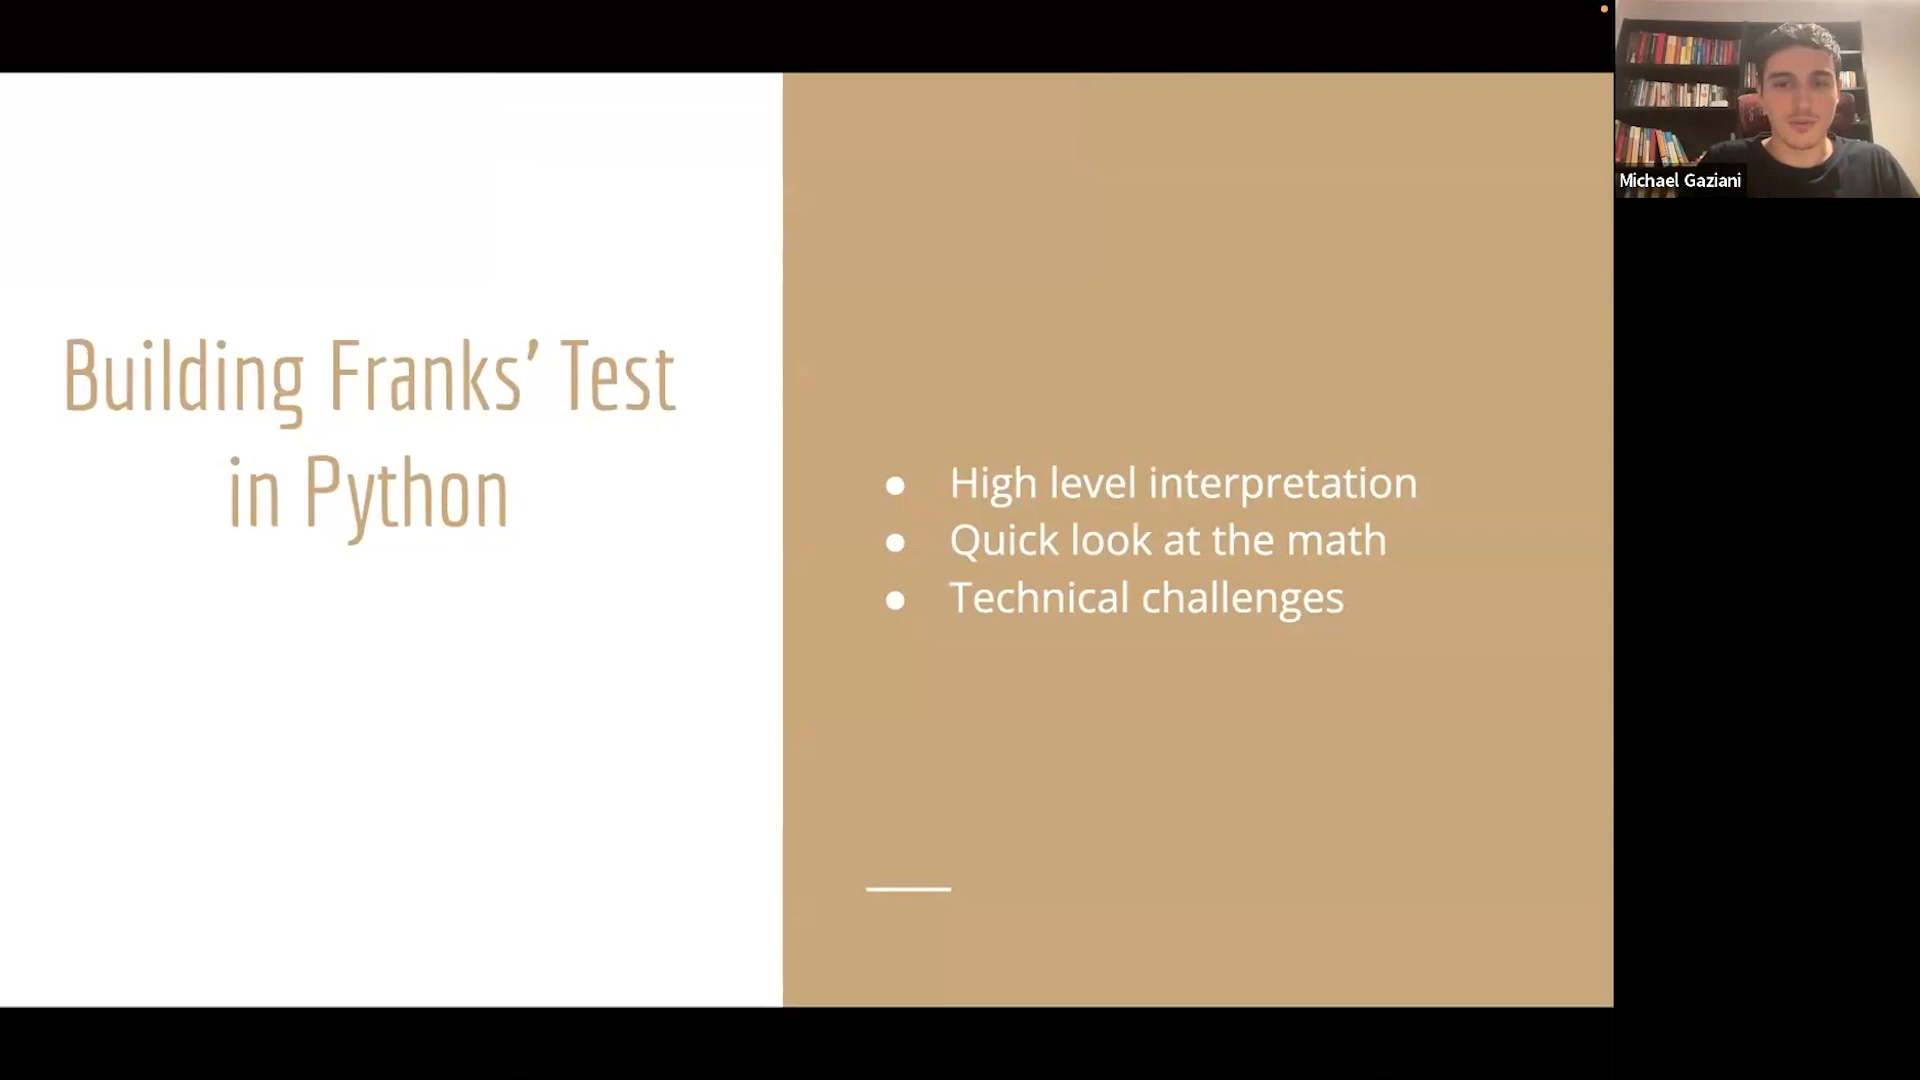 Building Franks’ Test
in Python
● High level interpretation
● Quick look at the math
● Technical challenges
Michael Gaziani